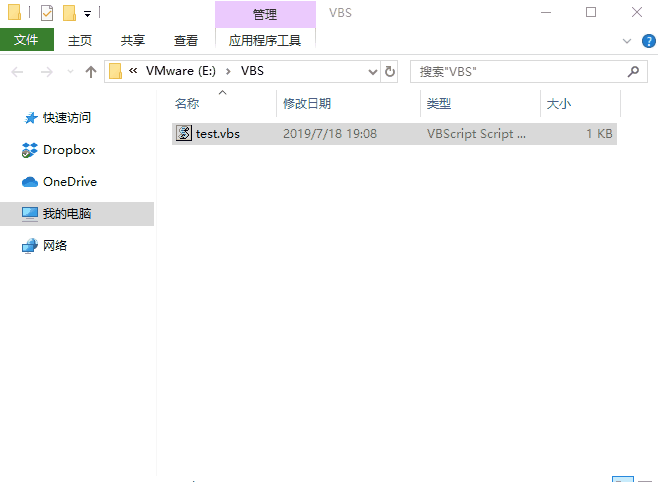 管理
VBS
文件
主页
共享
查看
应用程序工具
?
« VMware (E:) › VBS
搜索"VBS"
名称
修改日期
类型
大小
test.vbs
2019/7/18 19:08
VBScript Script ...
1 KB
快速访问
Dropbox
OneDrive
我的电脑
网络